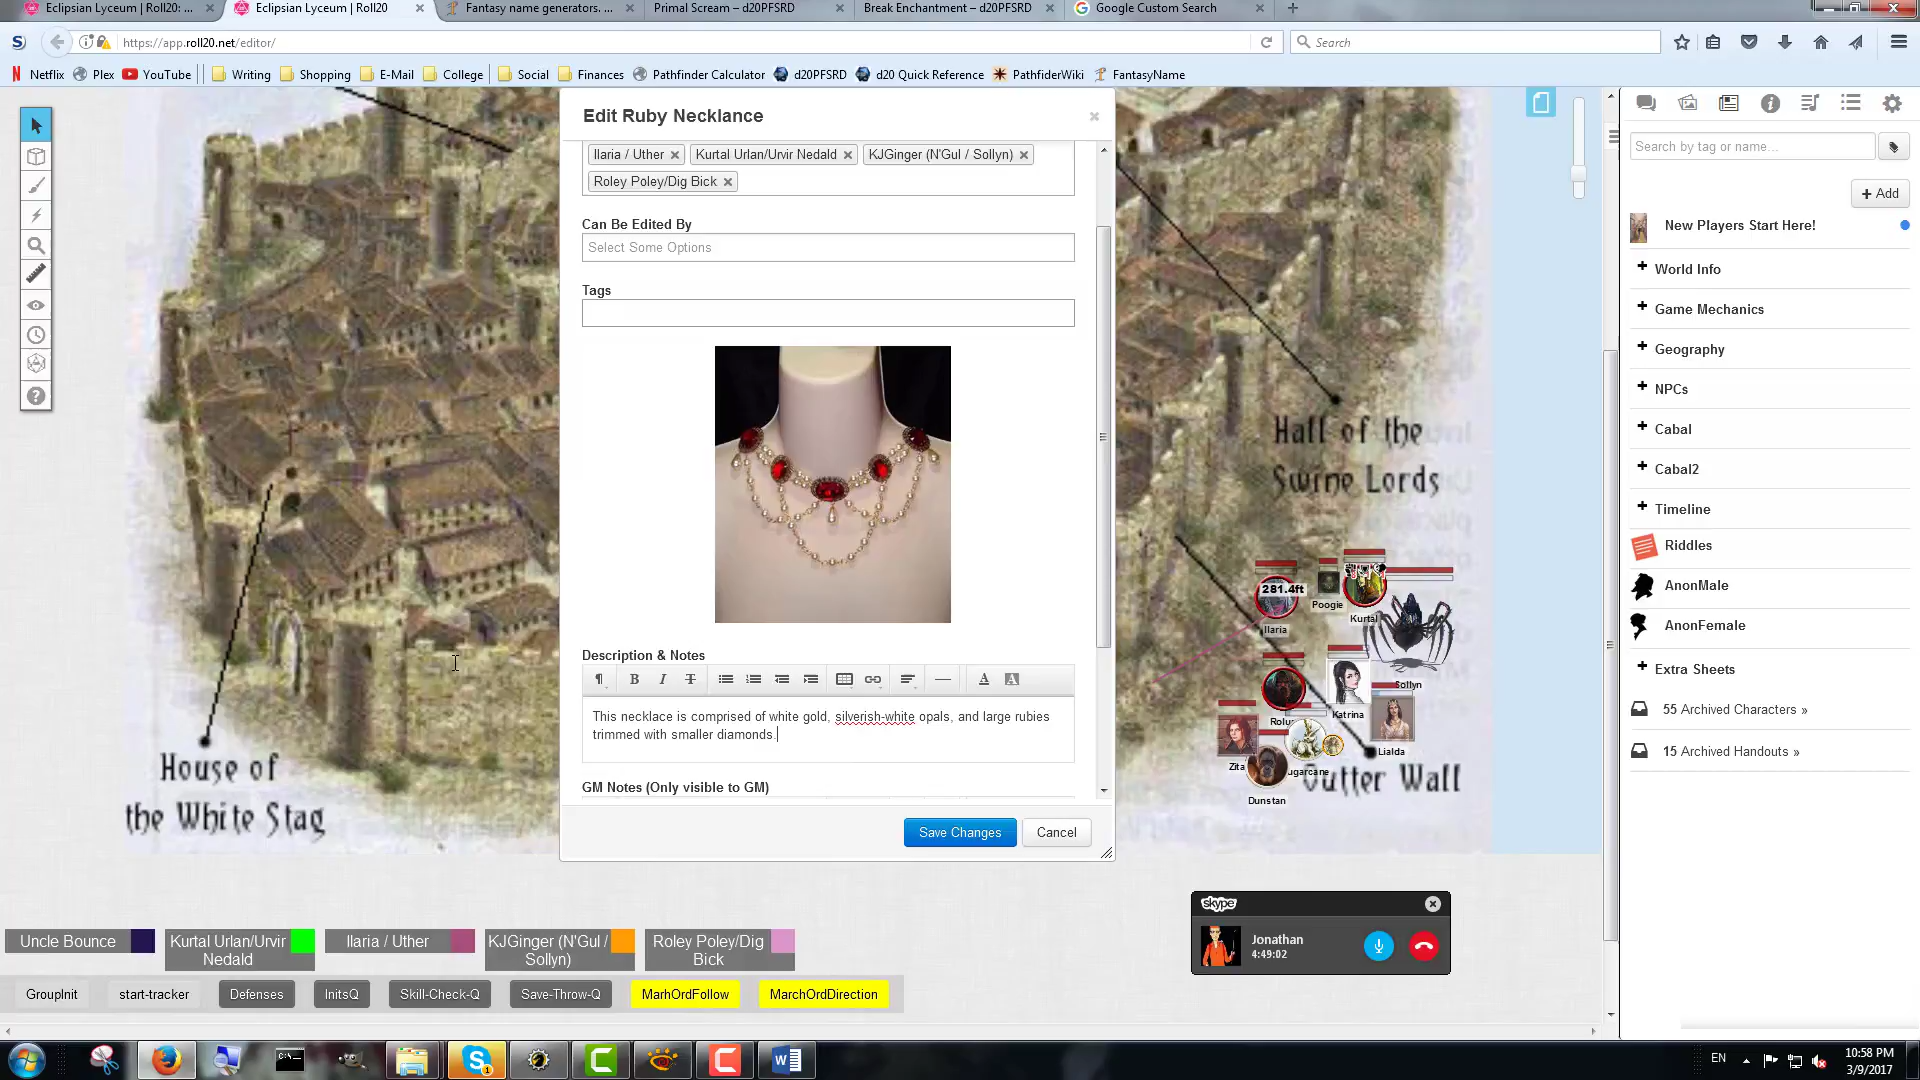 Eclipsian Lyceum | Roll20: ...
Eclipsian Lyceum | Roll20
Fantasy name generators. ...
Primal Scream – d20PFSRD
Break Enchantment – d20PFSRD
Google Custom Search
https://app.roll20.net/editor/
Search
Netflix
Plex
YouTube
Writing
Shopping
E-Mail
College
Social
Finances
Pathfinder Calculator
d20PFSRD
d20 Quick Reference
PathfiderWiki
FantasyName
Edit Ruby Necklance
Ilaria / Uther
Kurtal Urlan/Urvir Nedald
KJGinger (N'Gul / Sollyn)
Roley Poley/Dig Bick
Can Be Edited By
Select Some Options
Tags
Description & Notes
This necklace is comprised of white gold, silverish-white opals, and large rubies
trimmed with smaller diamonds.
GM Notes (Only visible to GM)
Save Changes
Cancel
House of
the White Stag
Hall of the
Swine Lords
Outter Wall
281.4ft
Ilaria
Poogie
Kurtal
Sollyn
Katrina
Lialda
Zita
ugarcane
Dunstan
Search by tag or name...
Add
New Players Start Here!
World Info
Game Mechanics
Geography
NPCs
Cabal
Cabal2
Timeline
Riddles
AnonMale
AnonFemale
Extra Sheets
55 Archived Characters »
15 Archived Handouts »
skype
Jonathan
4:49:02
Uncle Bounce
Kurtal Urlan/Urvir
Nedald
Ilaria / Uther
KJGinger (N'Gul /
Sollyn)
Roley Poley/Dig
Bick
GroupInit
start-tracker
Defenses
InitsQ
Skill-Check-Q
Save-Throw-Q
MarhOrdFollow
MarchOrdDirection
EN
10:58 PM
3/9/2017